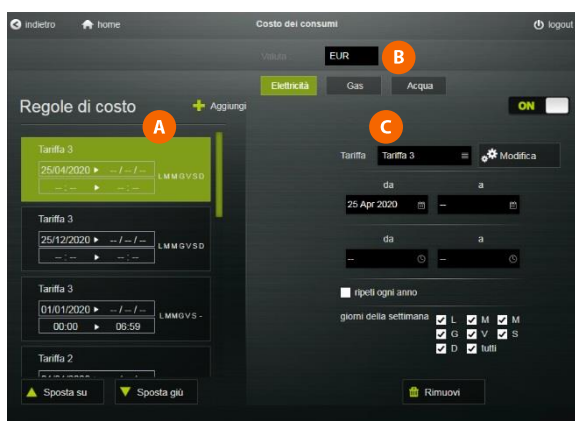 indietro home Costo dei consumi logout
Valuta EUR B
Elettricità Gas Acqua
Regole di costo Aggiungi ON
A C
Tariffa 3
25/04/2020 ▸ -- / -- / --
-- : -- ▸ -- : --
LMMGVSD
Tariffa 3
25/12/2020 ▸ -- / -- / --
-- : -- ▸ -- : --
LMMGVSD
Tariffa 3
01/01/2020 ▸ -- / -- / --
00:00 ▸ 06:59
LMMGVS-
Tariffa 2
Sposta su Sposta giù
Tariffa Tariffa 3 Modifica
da a
25 Apr 2020 --
da a
-- --
ripeti ogni anno
giorni della settimana L M M
G V S
D tutti
Rimuovi